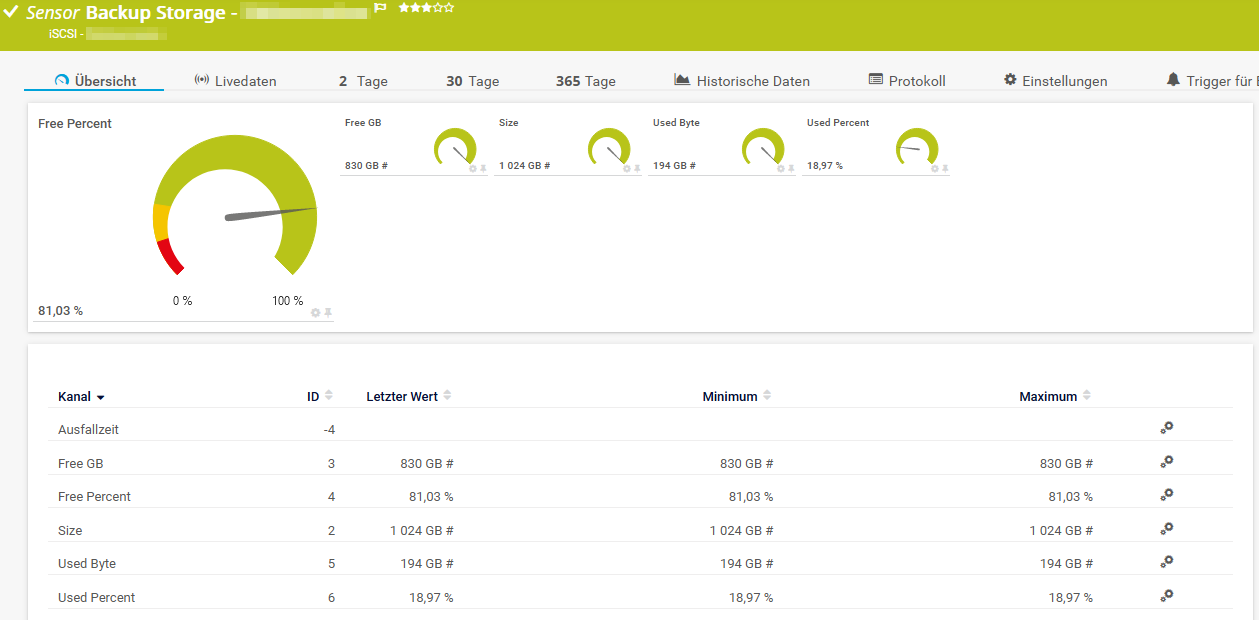 Sensor Backup Storage -
iSCSI -
Übersicht Livedaten 2 Tage 30 Tage 365 Tage Historische Daten Protokoll Einstellungen Trigger für
Free Percent
0 % 100 %
81,03 %
Free GB
830 GB #
Size
1 024 GB #
Used Byte
194 GB #
Used Percent
18,97 %
Kanal ID Letzter Wert Minimum Maximum
Ausfallzeit -4
Free GB 3 830 GB # 830 GB # 830 GB #
Free Percent 4 81,03 % 81,03 % 81,03 %
Size 2 1 024 GB # 1 024 GB # 1 024 GB #
Used Byte 5 194 GB # 194 GB # 194 GB #
Used Percent 6 18,97 % 18,97 % 18,97 %